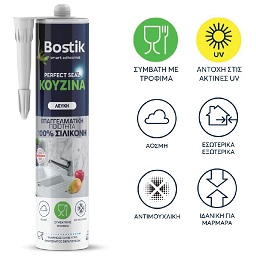 Bostik
smart adhesives
PERFECT SEAL
ΚΟΥΖΙΝΑ
ΛΕΥΚΗ
ΕΠΑΓΓΕΛΜΑΤΙΚΗ
ΠΟΙΟΤΗΤΑ
100% ΣΙΛΙΚΟΝΗ
ΣΥΜΒΑΤΗ ΜΕ
ΤΡΟΦΙΜΑ
UV
ΑΝΤΟΧΗ ΣΤΙΣ
ΑΚΤΙΝΕΣ UV
ΑΟΣΜΗ
ΕΣΩΤΕΡΙΚΑ
ΕΞΩΤΕΡΙΚΑ
ΑΝΤΙΜΟΥΧΛΙΚΗ
ΙΔΑΝΙΚΗ ΓΙΑ
ΜΑΡΜΑΡΑ